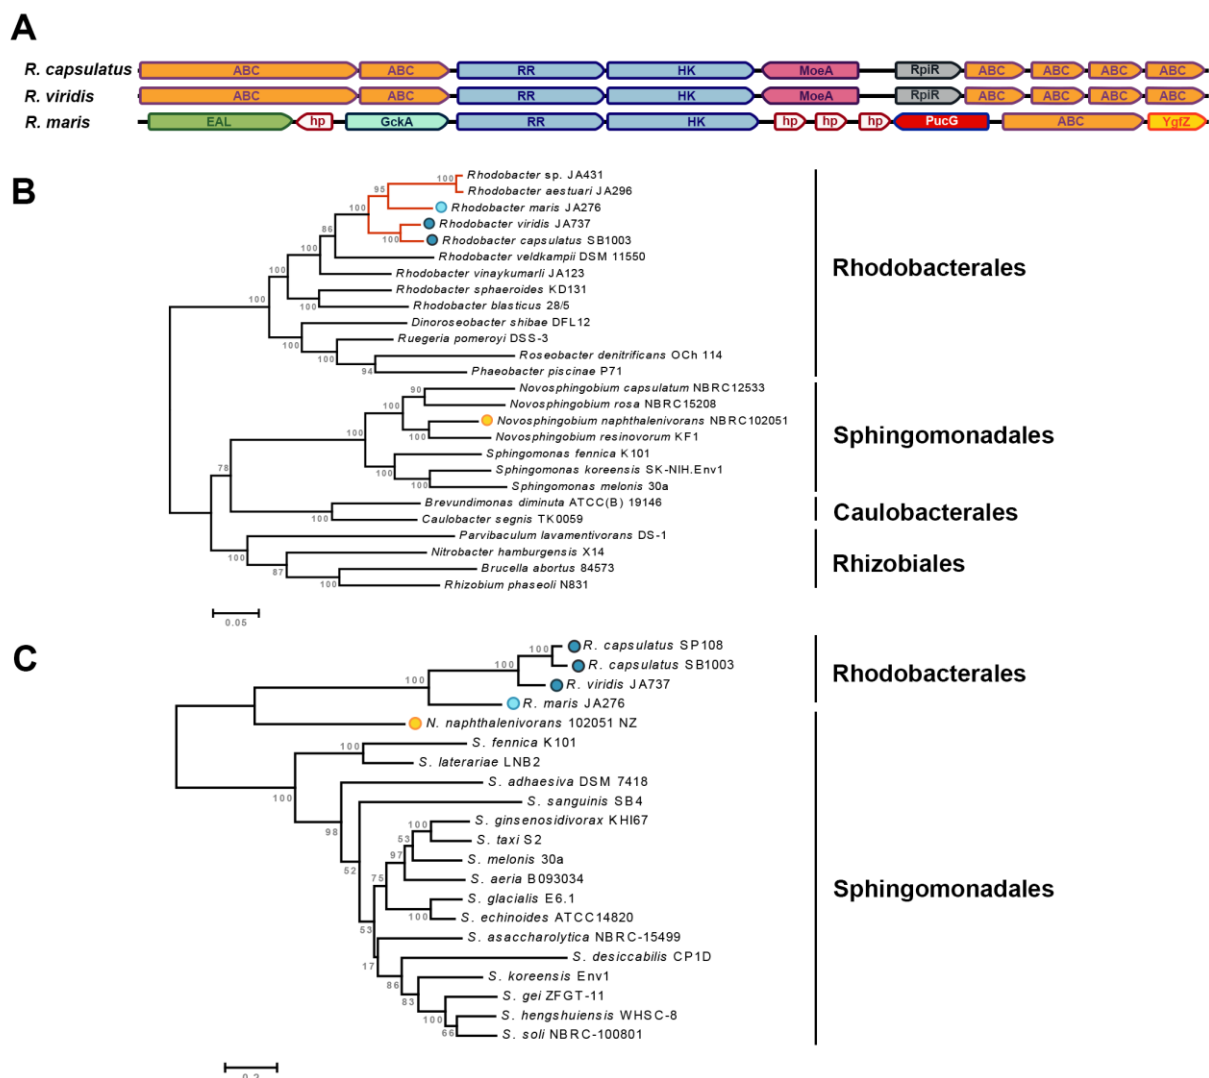 A
R. capsulatus ABC ABC RR HK MoeA RpiR ABC ABC ABC ABC
R. viridis ABC ABC RR HK MoeA RpiR ABC ABC ABC ABC
R. maris EAL hp GckA RR HK hp hp hp PucG ABC YgfZ
B
100 Rhodobacter sp. JA431
95 Rhodobacter aestuari JA296
100 Rhodobacter maris JA276
86 Rhodobacter viridis JA737
100 Rhodobacter capsulatus SB1003
100 Rhodobacter veldkampii DSM 11550
Rhodobacterales
100 Rhodobacter vinaykumarli JA123
Rhodobacter sphaeroides KD131
100 Rhodobacter blasticus 28/5
Dinoroseobacter shibae DFL12
100 Ruegeria pomeroyi DSS-3
100 Roseobacter denitrificans OCh 114
94 Phaeobacter piscinae P71
90 Novosphingobium capsulatum NBRC12533
100 Novosphingobium rosa NBRC15208
Novosphingobium naphthalenivorans NBRC102051
100 Novosphingobium resinovorum KF1
Sphingomonadales
100 Sphingomonas fennica K101
78 100 Sphingomonas koreensis SK-NIH.Env1
100 Sphingomonas melonis 30a
Brevundimonas diminuta ATCC(B) 19146
100 Caulobacter segnis TK0059
Caulobacterales
Parvibaculum lavamentivorans DS-1
100 Nitrobacter hamburgensis X14
87 Brucella abortus 84573
Rhizobiales
100 Rhizobium phaseoli N831
0.05
C
100 R. capsulatus SP108
100 R. capsulatus SB1003
Rhodobacterales
100 R. viridis JA737
R. maris JA276
N. naphthalenivorans 102051 NZ
100 S. fennica K101
S. laterariae LNB2
100 S. adhaesiva DSM 7418
S. sanguinis SB4
98 100 S. ginsenosidivorax KHI67
53 S. taxi S2
52 97 S. melonis 30a
75 S. aeria B093034
Sphingomonadales
S. glacialis E6.1
100 S. echinoides ATCC14820
53 S. asaccharolytica NBRC-15499
S. desiccabilis CP1D
17 86 S. koreensis Env1
83 S. gei ZFGT-11
100 S. hengshuiensis WHSC-8
66 S. soli NBRC-100801
0.2